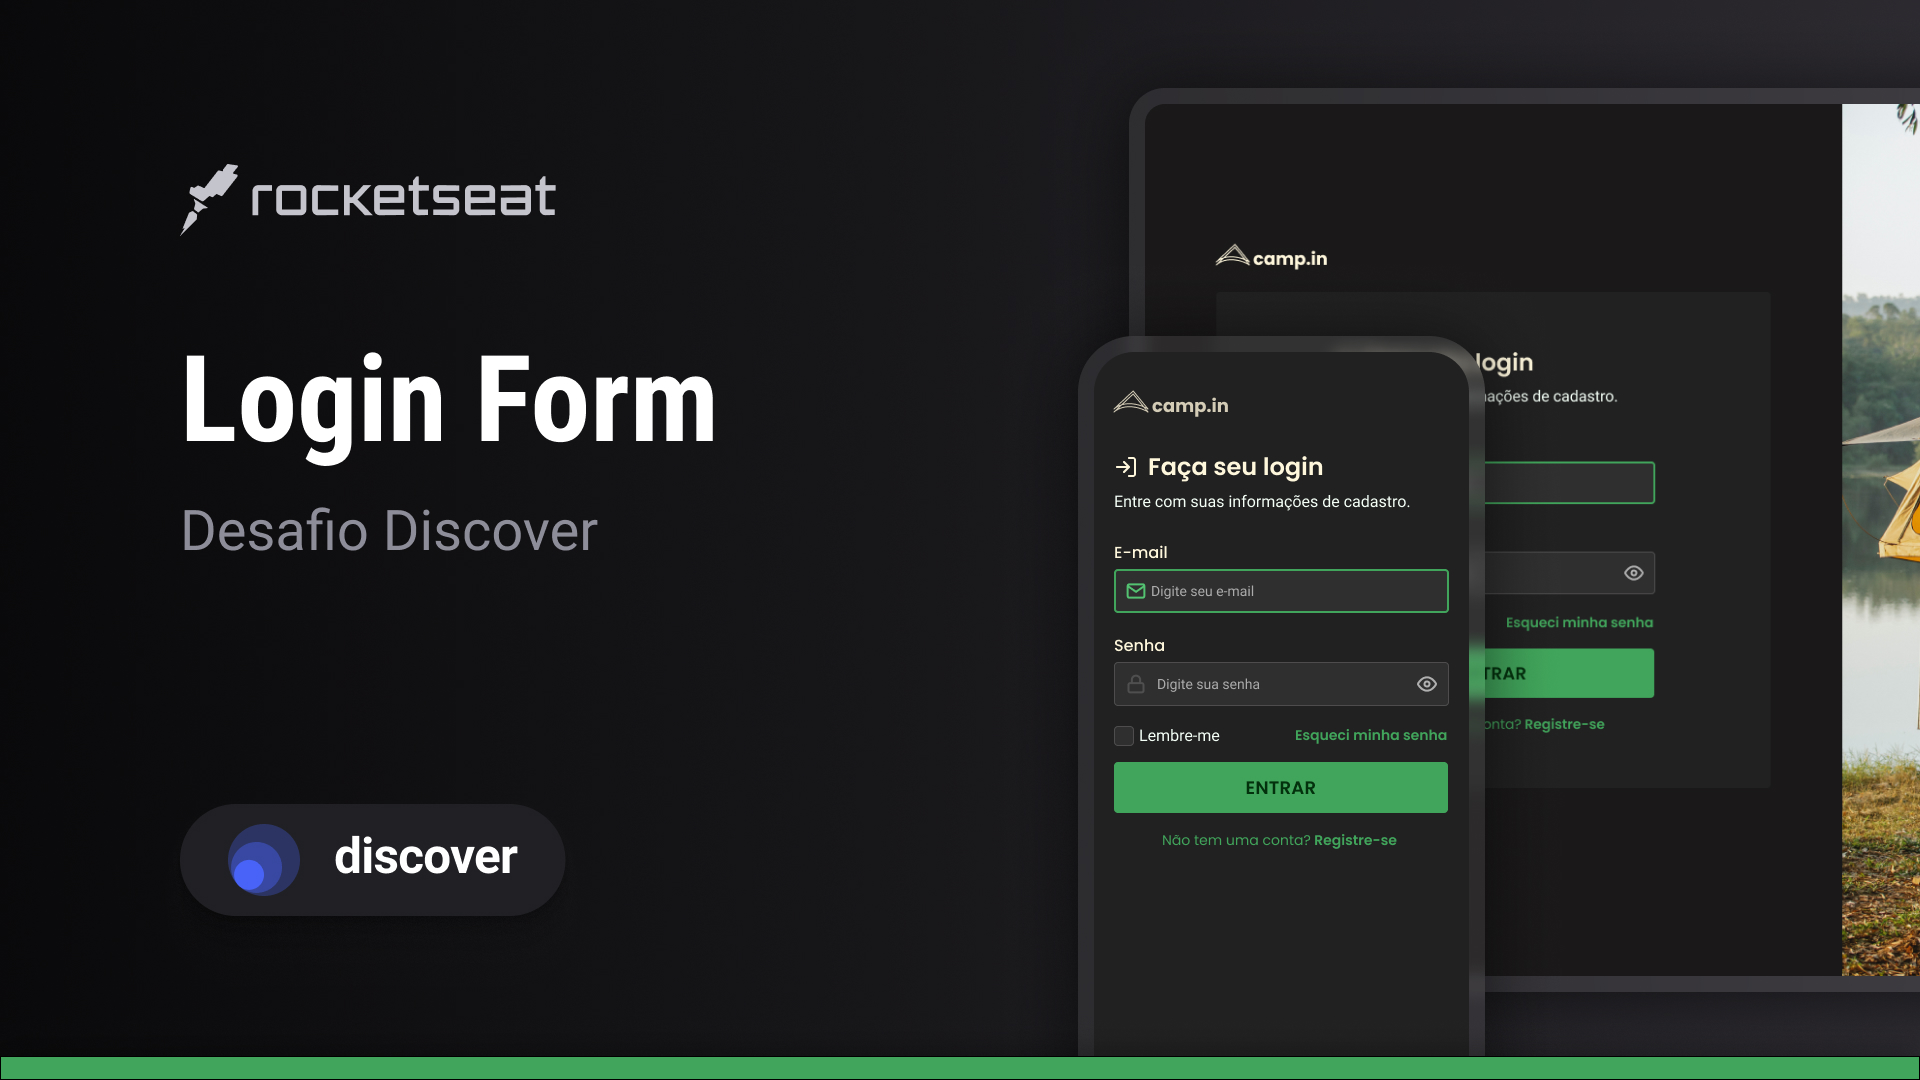 rocketseat
Login Form
Desafio Discover
discover
camp.in
login
ações de cadastro.
Esqueci minha senha
TRAR
onta? Registre-se
camp.in
Faça seu login
Entre com suas informações de cadastro.
E-mail
Digite seu e-mail
Senha
Digite sua senha
Lembre-me
Esqueci minha senha
ENTRAR
Não tem uma conta? Registre-se